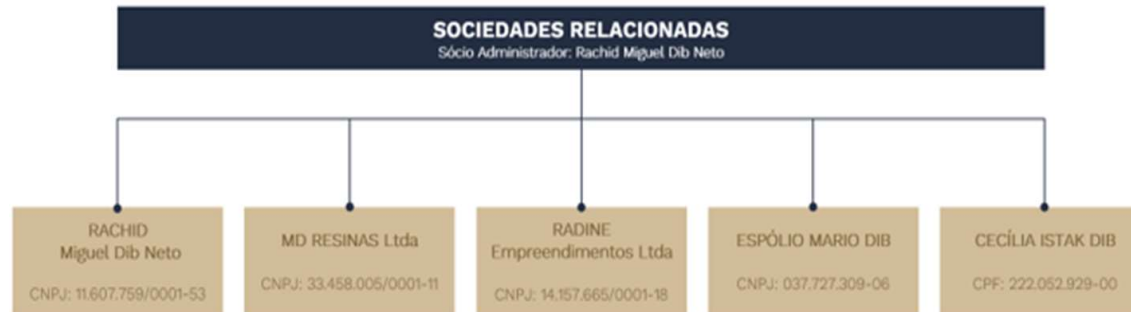 SOCIEDADES RELACIONADAS
Sócio Administrador: Rachid Miguel Dib Neto
RACHID
Miguel Dib Neto
CNPJ: 11.607.759/0001-53
MD RESINAS Ltda
CNPJ: 33.458.005/0001-11
RADINE
Empreendimentos Ltda
CNPJ: 14.157.665/0001-18
ESPÓLIO MARIO DIB
CNPJ: 037.727.309-06
CECÍLIA ISTAK DIB
CPF: 222.052.929-00